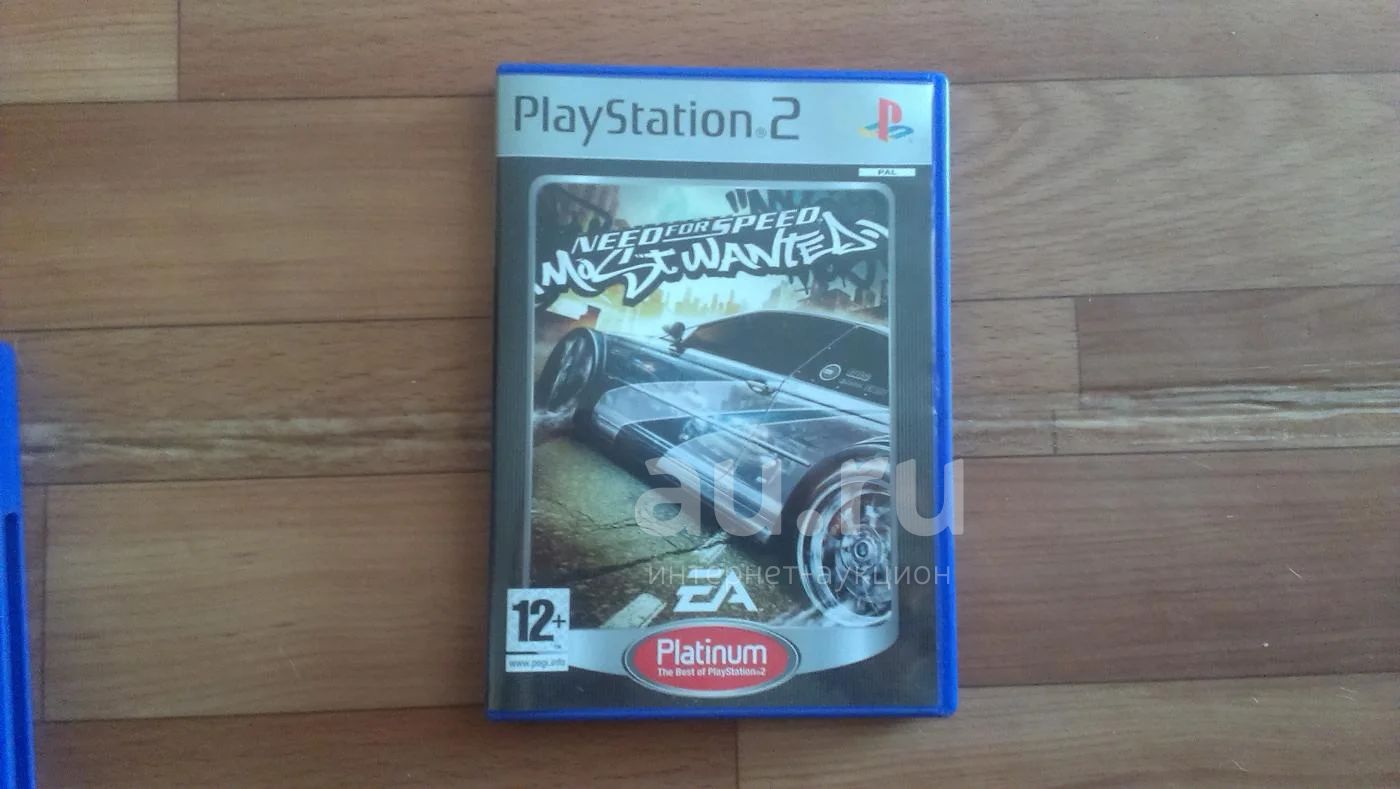 PlayStation®2
PAL
NEED FOR SPEED
MOST WANTED
au.ru
интернет-аукцион
EA
12+
www.pegi.info
Platinum
The Best of PlayStation®2